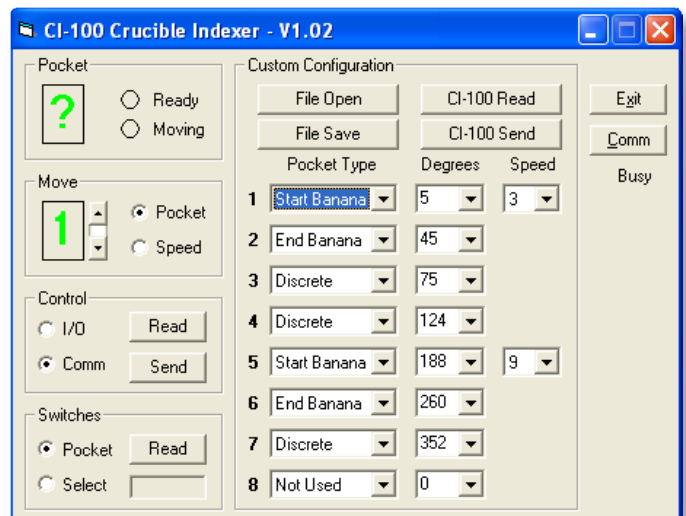 CI-100 Crucible Indexer - V1.02
Pocket
?
Ready
Moving
Move
1
Pocket
Speed
Control
I/O
Read
Comm
Send
Switches
Pocket
Read
Select
Custom Configuration
File Open
CI-100 Read
File Save
CI-100 Send
Pocket Type Degrees Speed
1 Start Banana 5 3
2 End Banana 45
3 Discrete 75
4 Discrete 124
5 Start Banana 188 9
6 End Banana 260
7 Discrete 352
8 Not Used 0
Exit
Comm
Busy